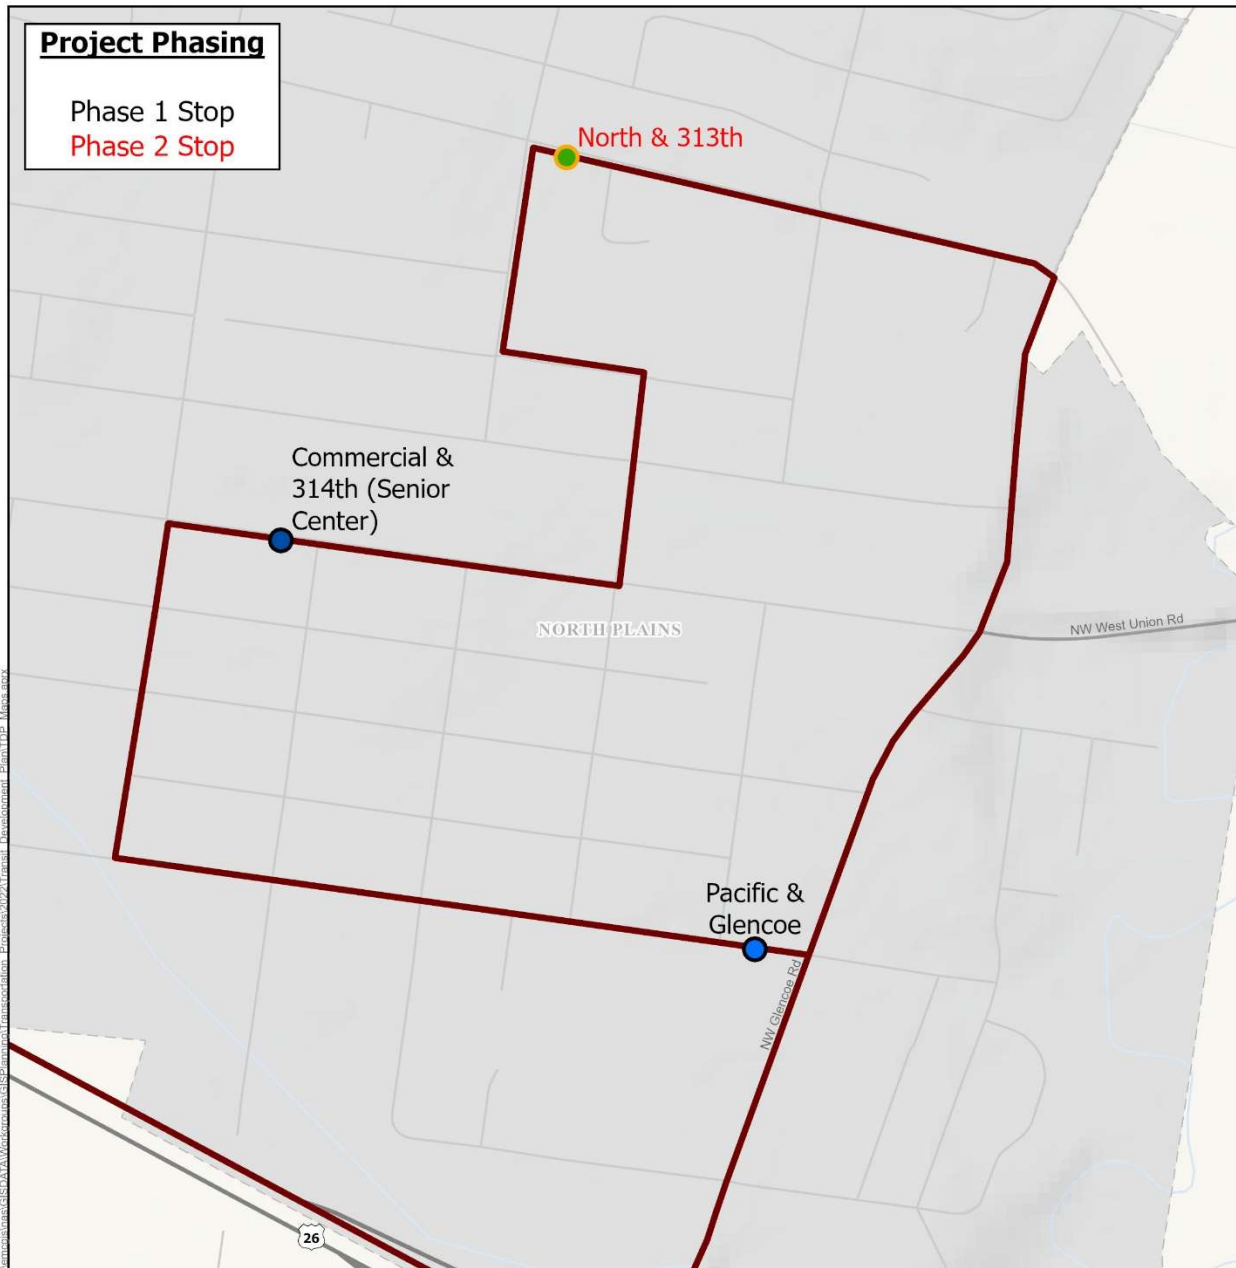 Project Phasing
Phase 1 Stop
Phase 2 Stop
North & 313th
Commercial &
314th (Senior
Center)
NORTH PLAINS
NW West Union Rd
Pacific &
Glencoe
NW Glencoe Rd
26